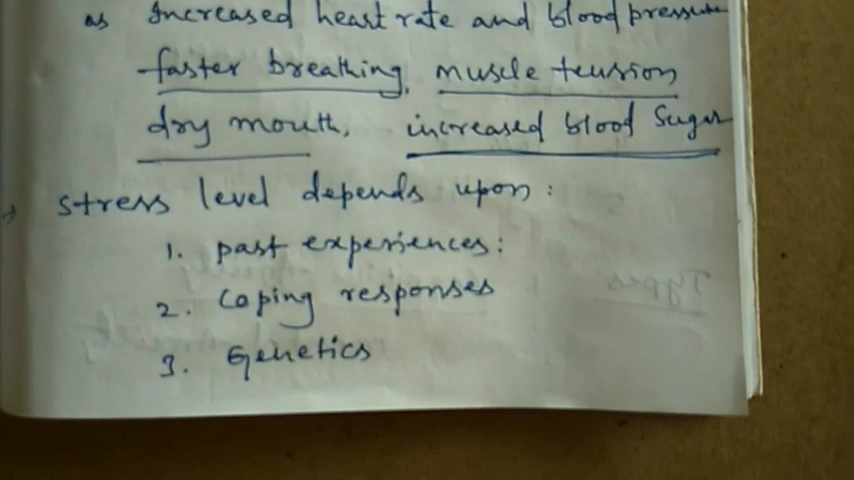 as Increased heart rate and blood pressure
faster breathing, muscle tension
dry mouth, increased blood Sugar
→ stress level depends upon:
1. past experiences:
2. Coping responses
3. Genetics
Types